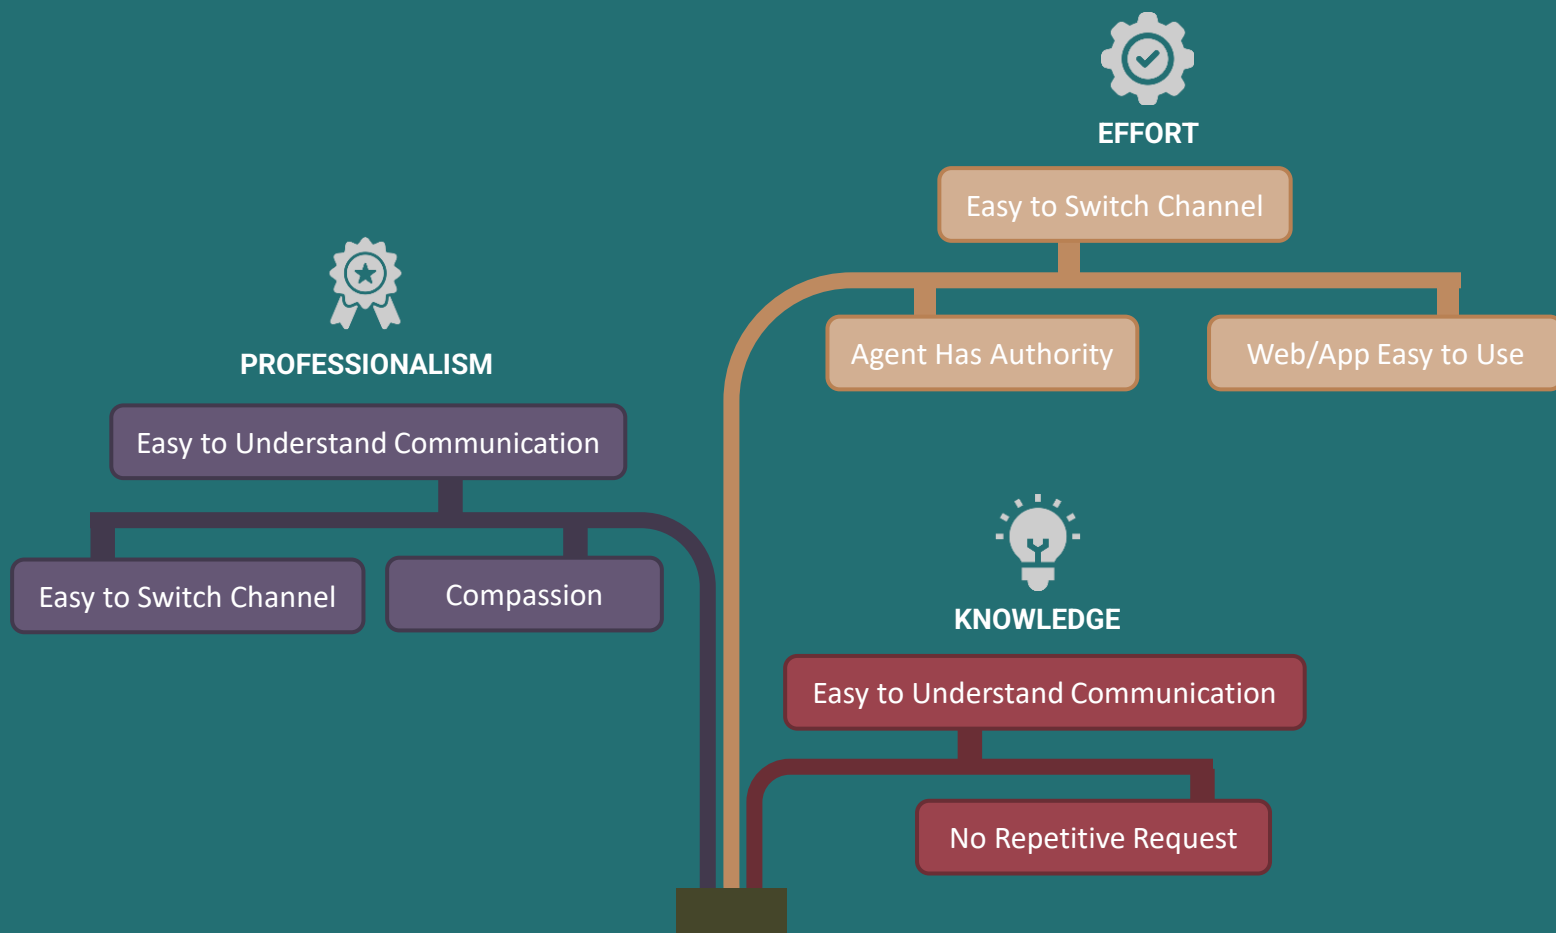 EFFORT
Easy to Switch Channel
Agent Has Authority
Web/App Easy to Use
PROFESSIONALISM
Easy to Understand Communication
Easy to Switch Channel
Compassion
KNOWLEDGE
Easy to Understand Communication
No Repetitive Request